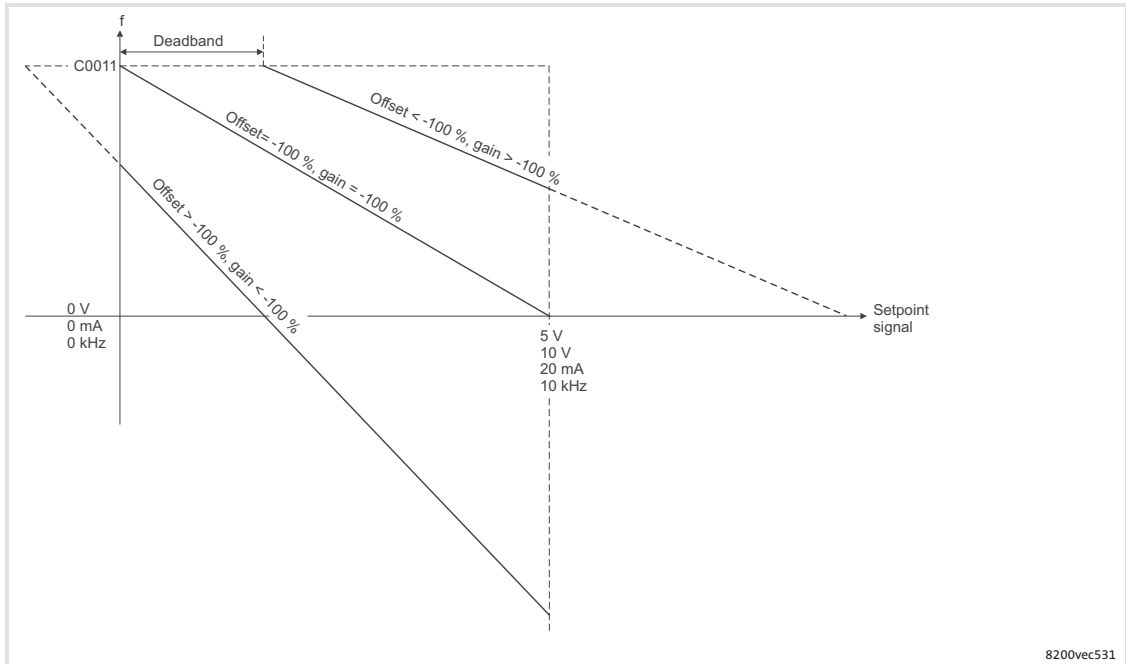 f
Deadband
C0011
Offset < -100 %, gain > -100 %
Offset= -100 %, gain = -100 %
Offset > -100 %, gain < -100 %
0 V
0 mA
0 kHz
Setpoint
signal
5 V
10 V
20 mA
10 kHz
8200vec531